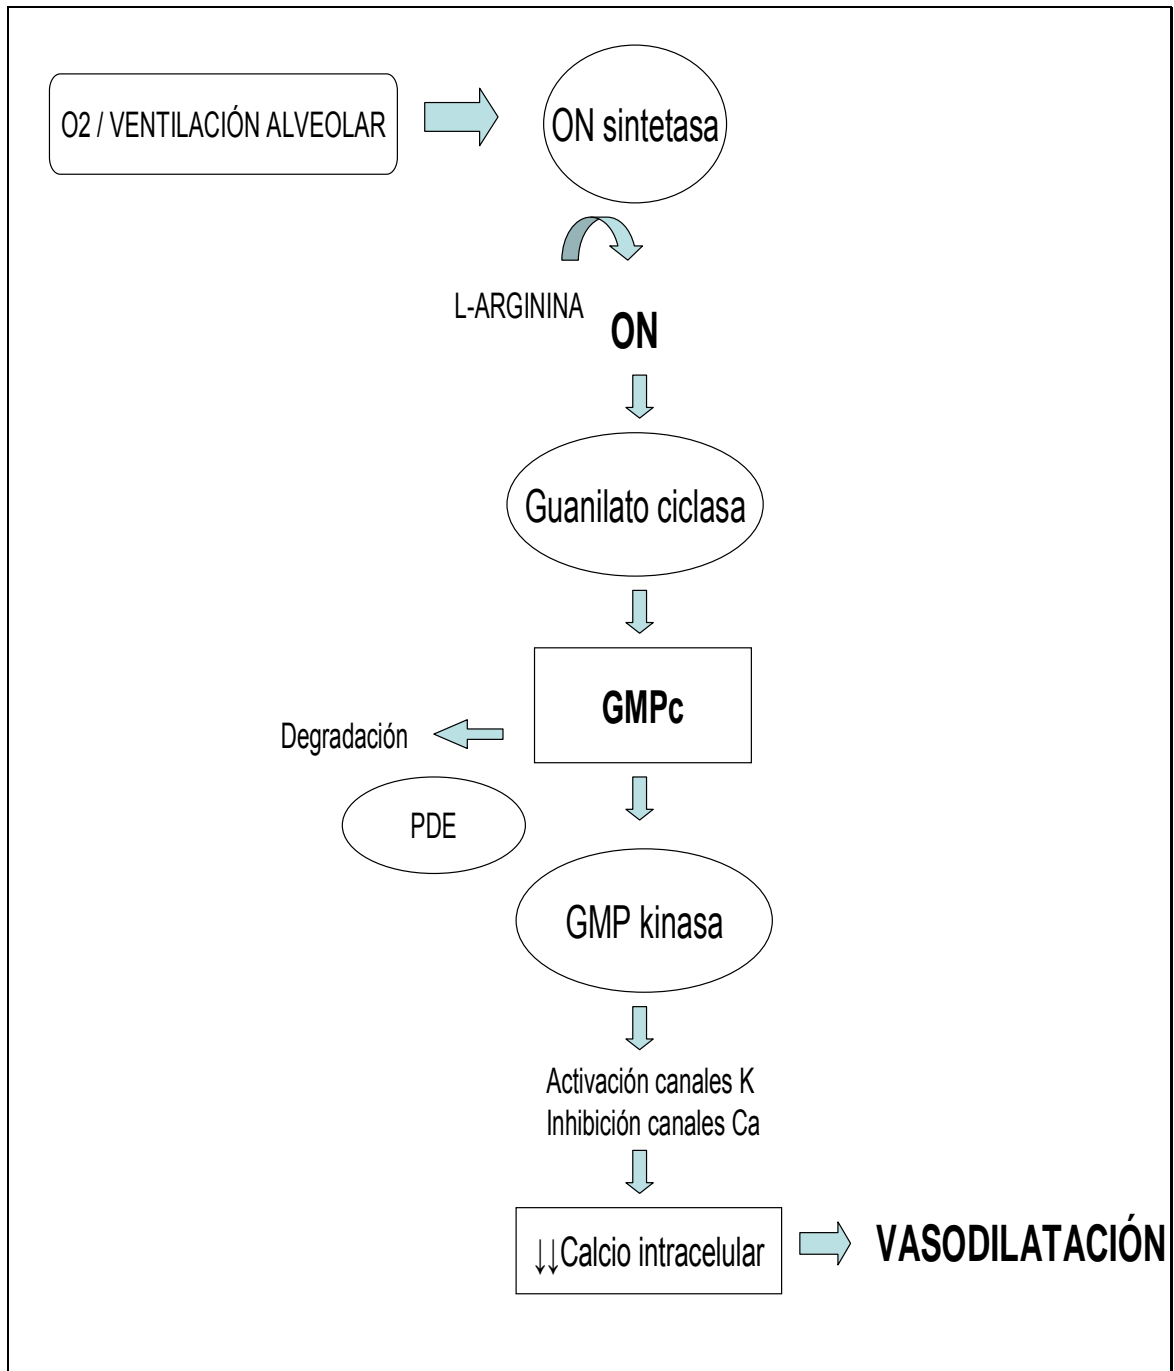 O2 / VENTILACIÓN ALVEOLAR
ON sintetasa
L-ARGININA
ON
Guanilato ciclasa
GMPc
Degradación
PDE
GMP kinasa
Activación canales K
Inhibición canales Ca
↓↓Calcio intracelular
VASODILATACIÓN